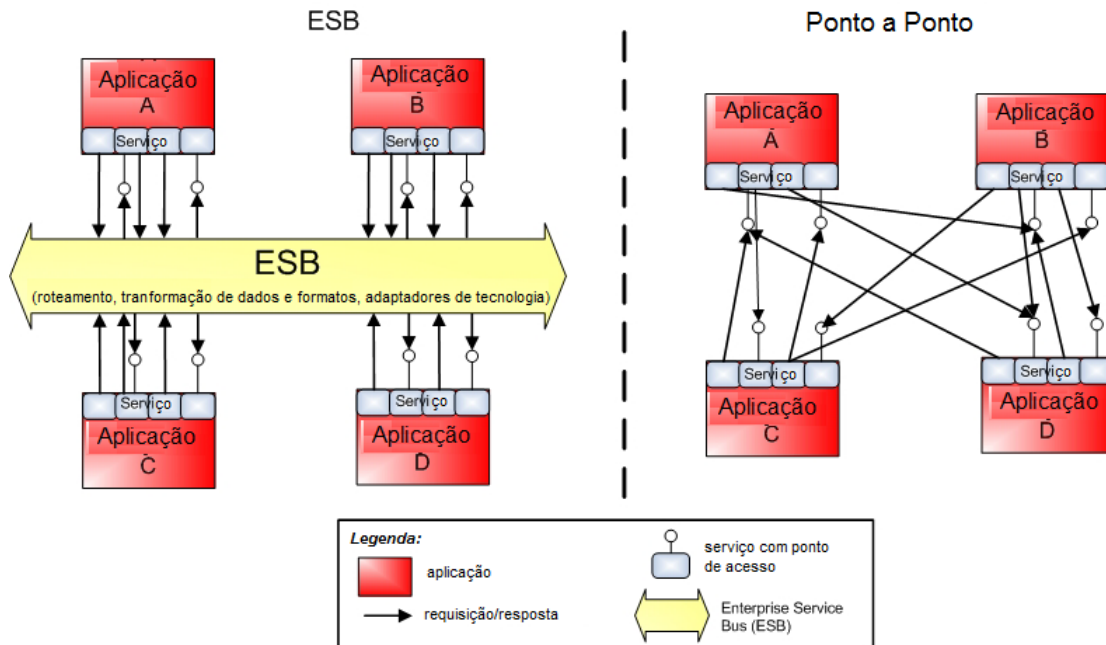 ESB
Ponto a Ponto
Aplicação
A
Serviço
Aplicação
B
Serviço
Aplicação
A
Serviço
Aplicação
B
Serviço
ESB
(roteamento, tranformação de dados e formatos, adaptadores de tecnologia)
Serviço
Aplicação
C
Serviço
Aplicação
D
Serviço
Aplicação
C
Serviço
Aplicação
D
Legenda:
aplicação
requisição/resposta
serviço com ponto
de acesso
Enterprise Service
Bus (ESB)